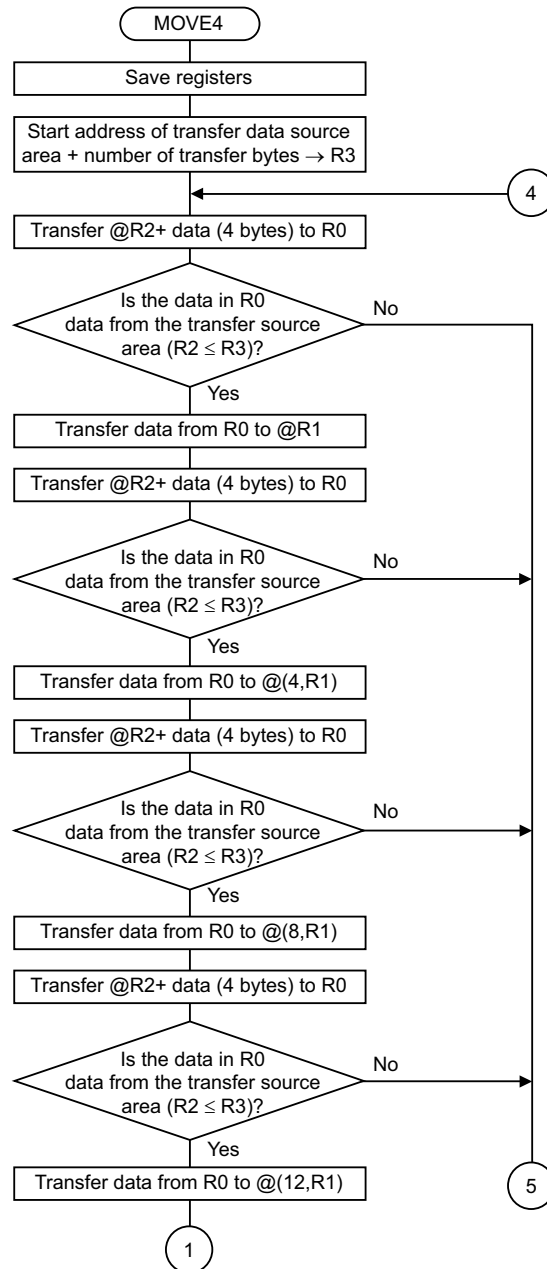 MOVE4
Save registers
Start address of transfer data source
area + number of transfer bytes → R3
4
Transfer @R2+ data (4 bytes) to R0
Is the data in R0
data from the transfer source
area (R2 ≤ R3)?
No
Yes
Transfer data from R0 to @R1
Transfer @R2+ data (4 bytes) to R0
Is the data in R0
data from the transfer source
area (R2 ≤ R3)?
No
Yes
Transfer data from R0 to @(4,R1)
Transfer @R2+ data (4 bytes) to R0
Is the data in R0
data from the transfer source
area (R2 ≤ R3)?
No
Yes
Transfer data from R0 to @(8,R1)
Transfer @R2+ data (4 bytes) to R0
Is the data in R0
data from the transfer source
area (R2 ≤ R3)?
No
Yes
Transfer data from R0 to @(12,R1)
5
1